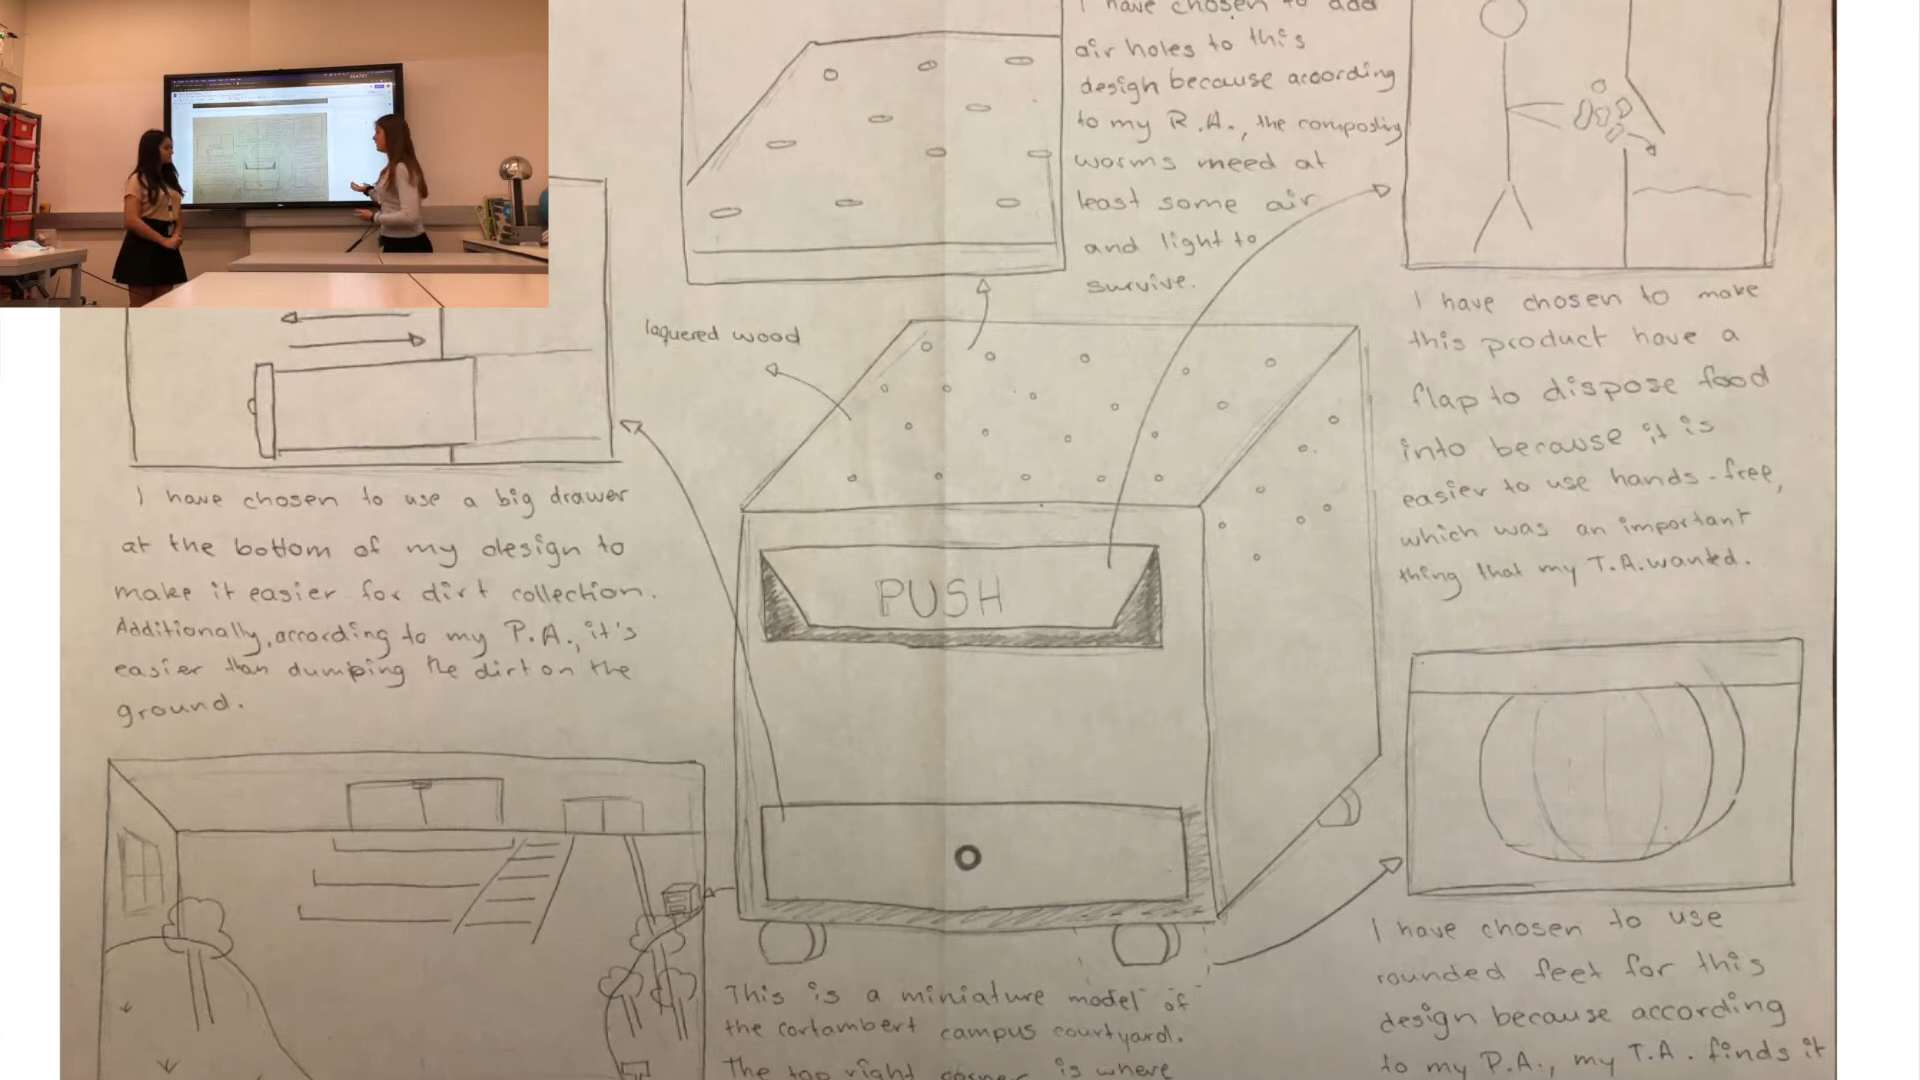 I have chosen to add
air holes to this
design because according
to my R.A., the composting
worms need at
least some air
and light to
survive.
I have chosen to make
this product have a
flap to dispose food
into because it is
easier to use hands-free,
which was an important
thing that my T.A. wanted.
laquered wood
I have chosen to use a big drawer
at the bottom of my design to
make it easier for dirt collection.
Additionally, according to my P.A., it's
easier than dumping the dirt on the
ground.
PUSH
I have chosen to use
rounded feet for this
design because according
to my P.A., my T.A. finds it
This is a miniature model of
the cortambert campus courtyard.
The top right corner is where